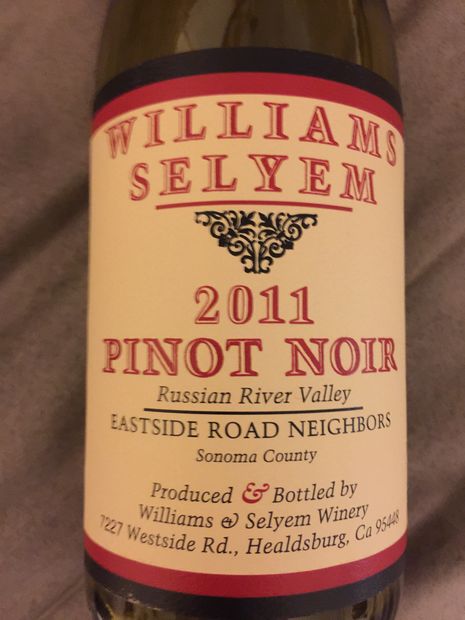 WILLIAMS
SELYEM
2011
PINOT NOIR
Russian River Valley
EASTSIDE ROAD NEIGHBORS
Sonoma County
Produced & Bottled by
Williams & Selyem Winery
7227 Westside Rd., Healdsburg, Ca 95448